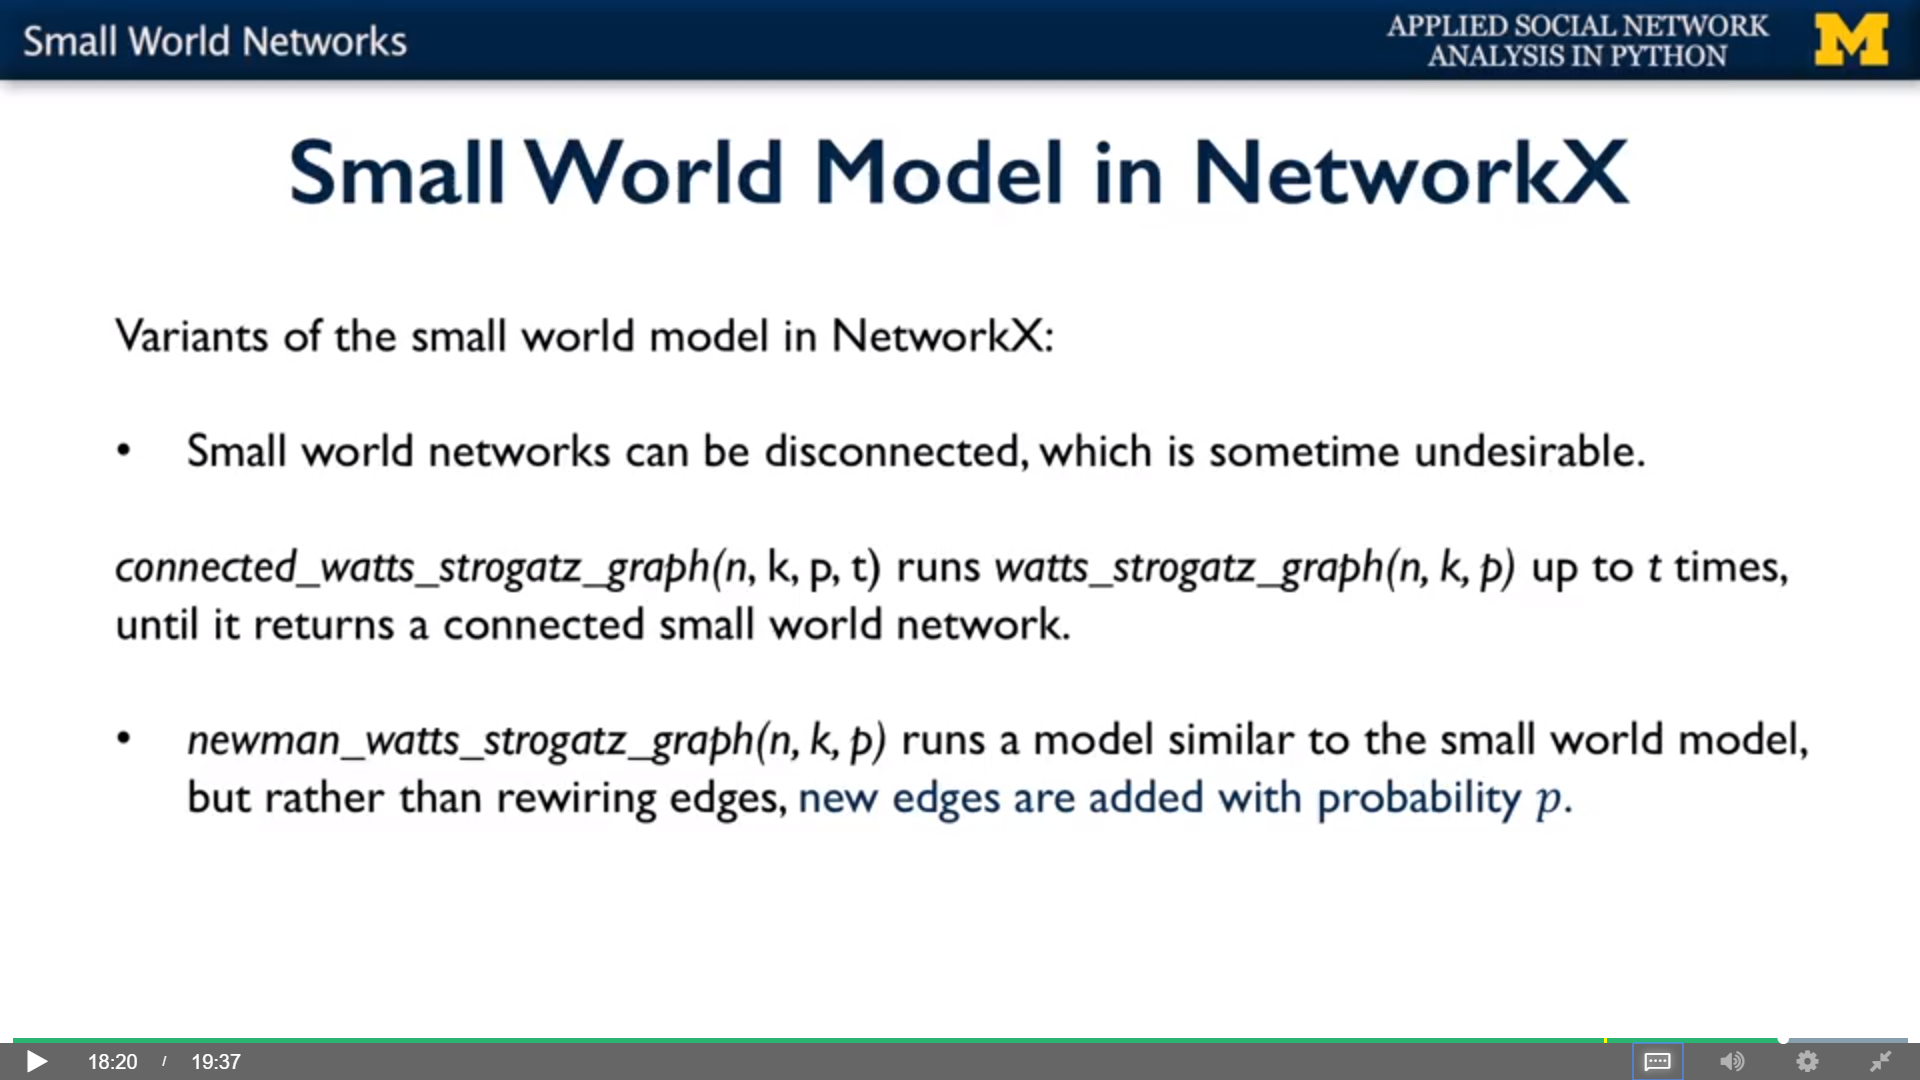 Small World Networks
APPLIED SOCIAL NETWORK
ANALYSIS IN PYTHON
M
Small World Model in NetworkX
Variants of the small world model in NetworkX:
• Small world networks can be disconnected, which is sometime undesirable.
connected_watts_strogatz_graph(n, k, p, t) runs watts_strogatz_graph(n, k, p) up to t times,
until it returns a connected small world network.
• newman_watts_strogatz_graph(n, k, p) runs a model similar to the small world model,
but rather than rewiring edges, new edges are added with probability p.
18:20 / 19:37